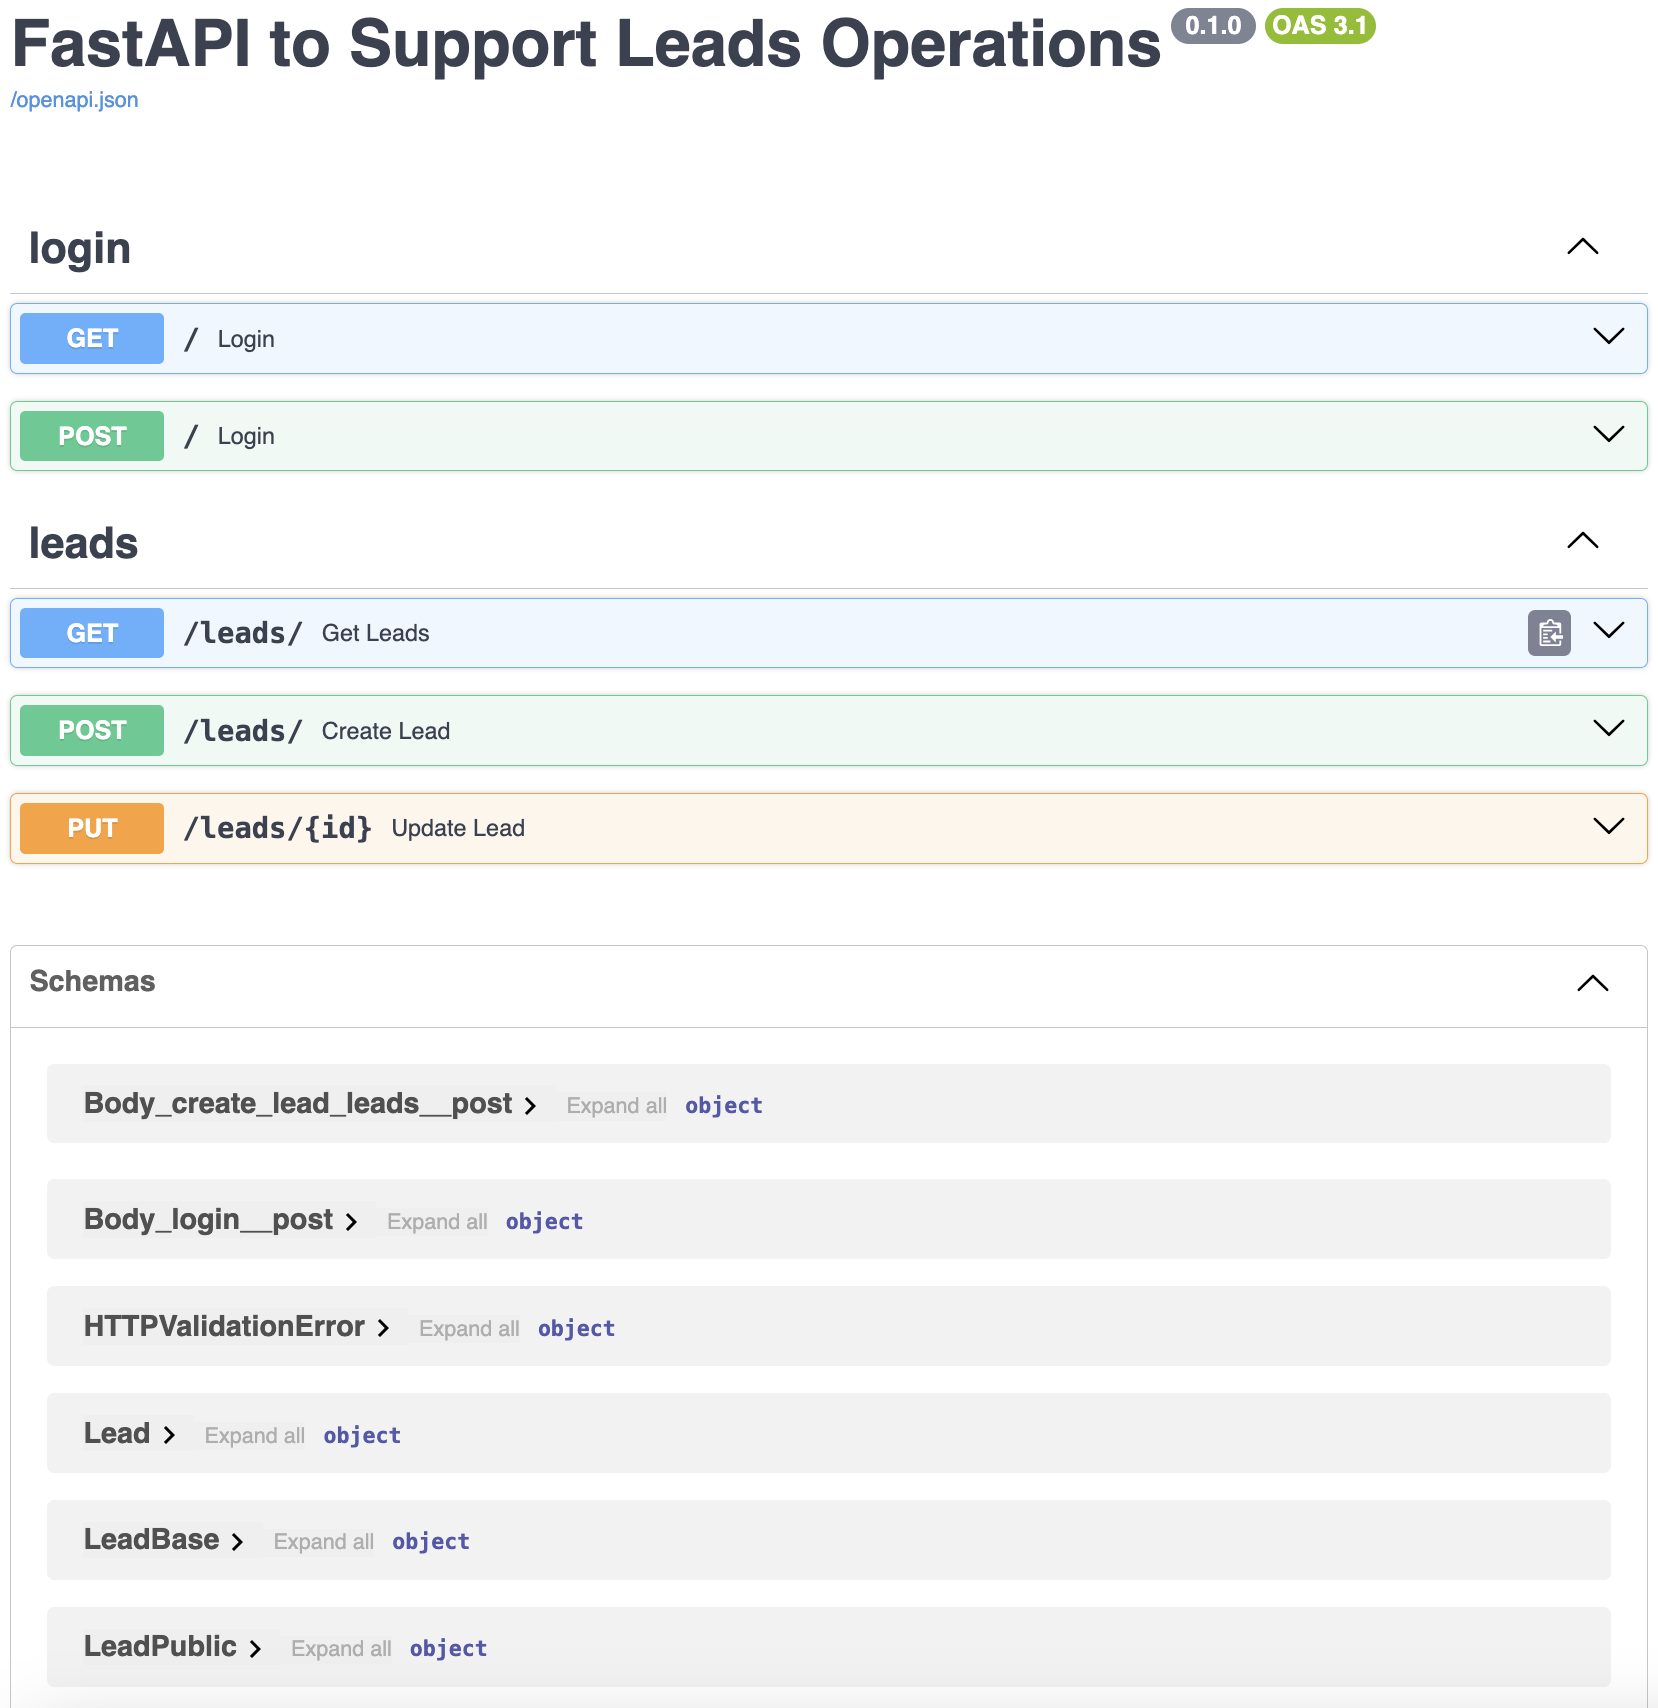 FastAPI to Support Leads Operations 0.1.0 OAS 3.1
/openapi.json
login
GET / Login
POST / Login
leads
GET /leads/ Get Leads
POST /leads/ Create Lead
PUT /leads/{id} Update Lead
Schemas
Body_create_lead_leads__post Expand all object
Body_login__post Expand all object
HTTPValidationError Expand all object
Lead Expand all object
LeadBase Expand all object
LeadPublic Expand all object